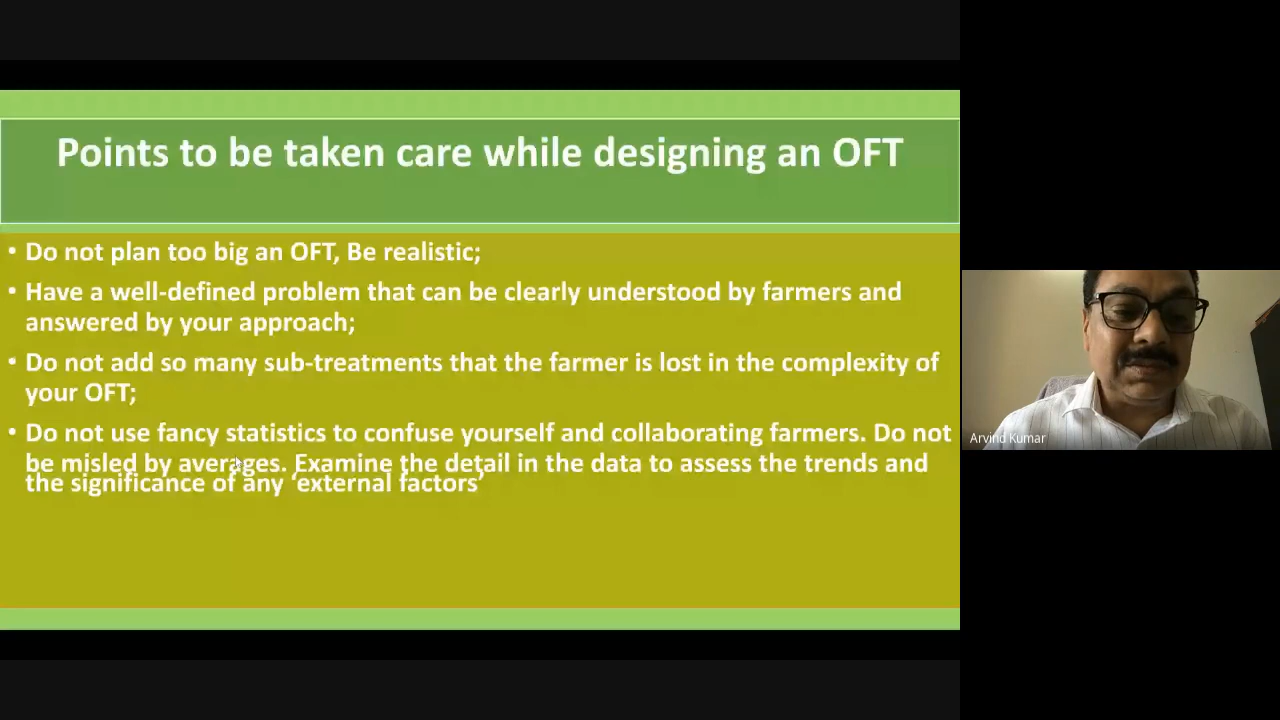 Points to be taken care while designing an OFT
• Do not plan too big an OFT, Be realistic;
• Have a well-defined problem that can be clearly understood by farmers and
answered by your approach;
• Do not add so many sub-treatments that the farmer is lost in the complexity of
your OFT;
• Do not use fancy statistics to confuse yourself and collaborating farmers. Do not
be misled by averages. Examine the detail in the data to assess the trends and
the significance of any ‘external factors’
Arvind Kumar